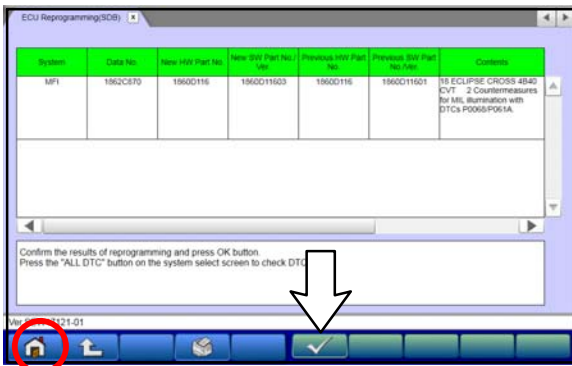 ECU Reprogramming(SDB) x
System Data No. New HW Part No. New SW Part No./ Previous HW Part Previous SW Part Contents
Ver. No. No./Ver.
MFI 1862C870 1860D116 1860D11603 1860D116 1860D11601 18 ECLIPSE CROSS 4B40
CVT 2 Countermeasures
for MIL illumination with
DTCs P0068/P061A.
Confirm the results of reprogramming and press OK button.
Press the "ALL DTC" button on the system select screen to check DTC
121-01